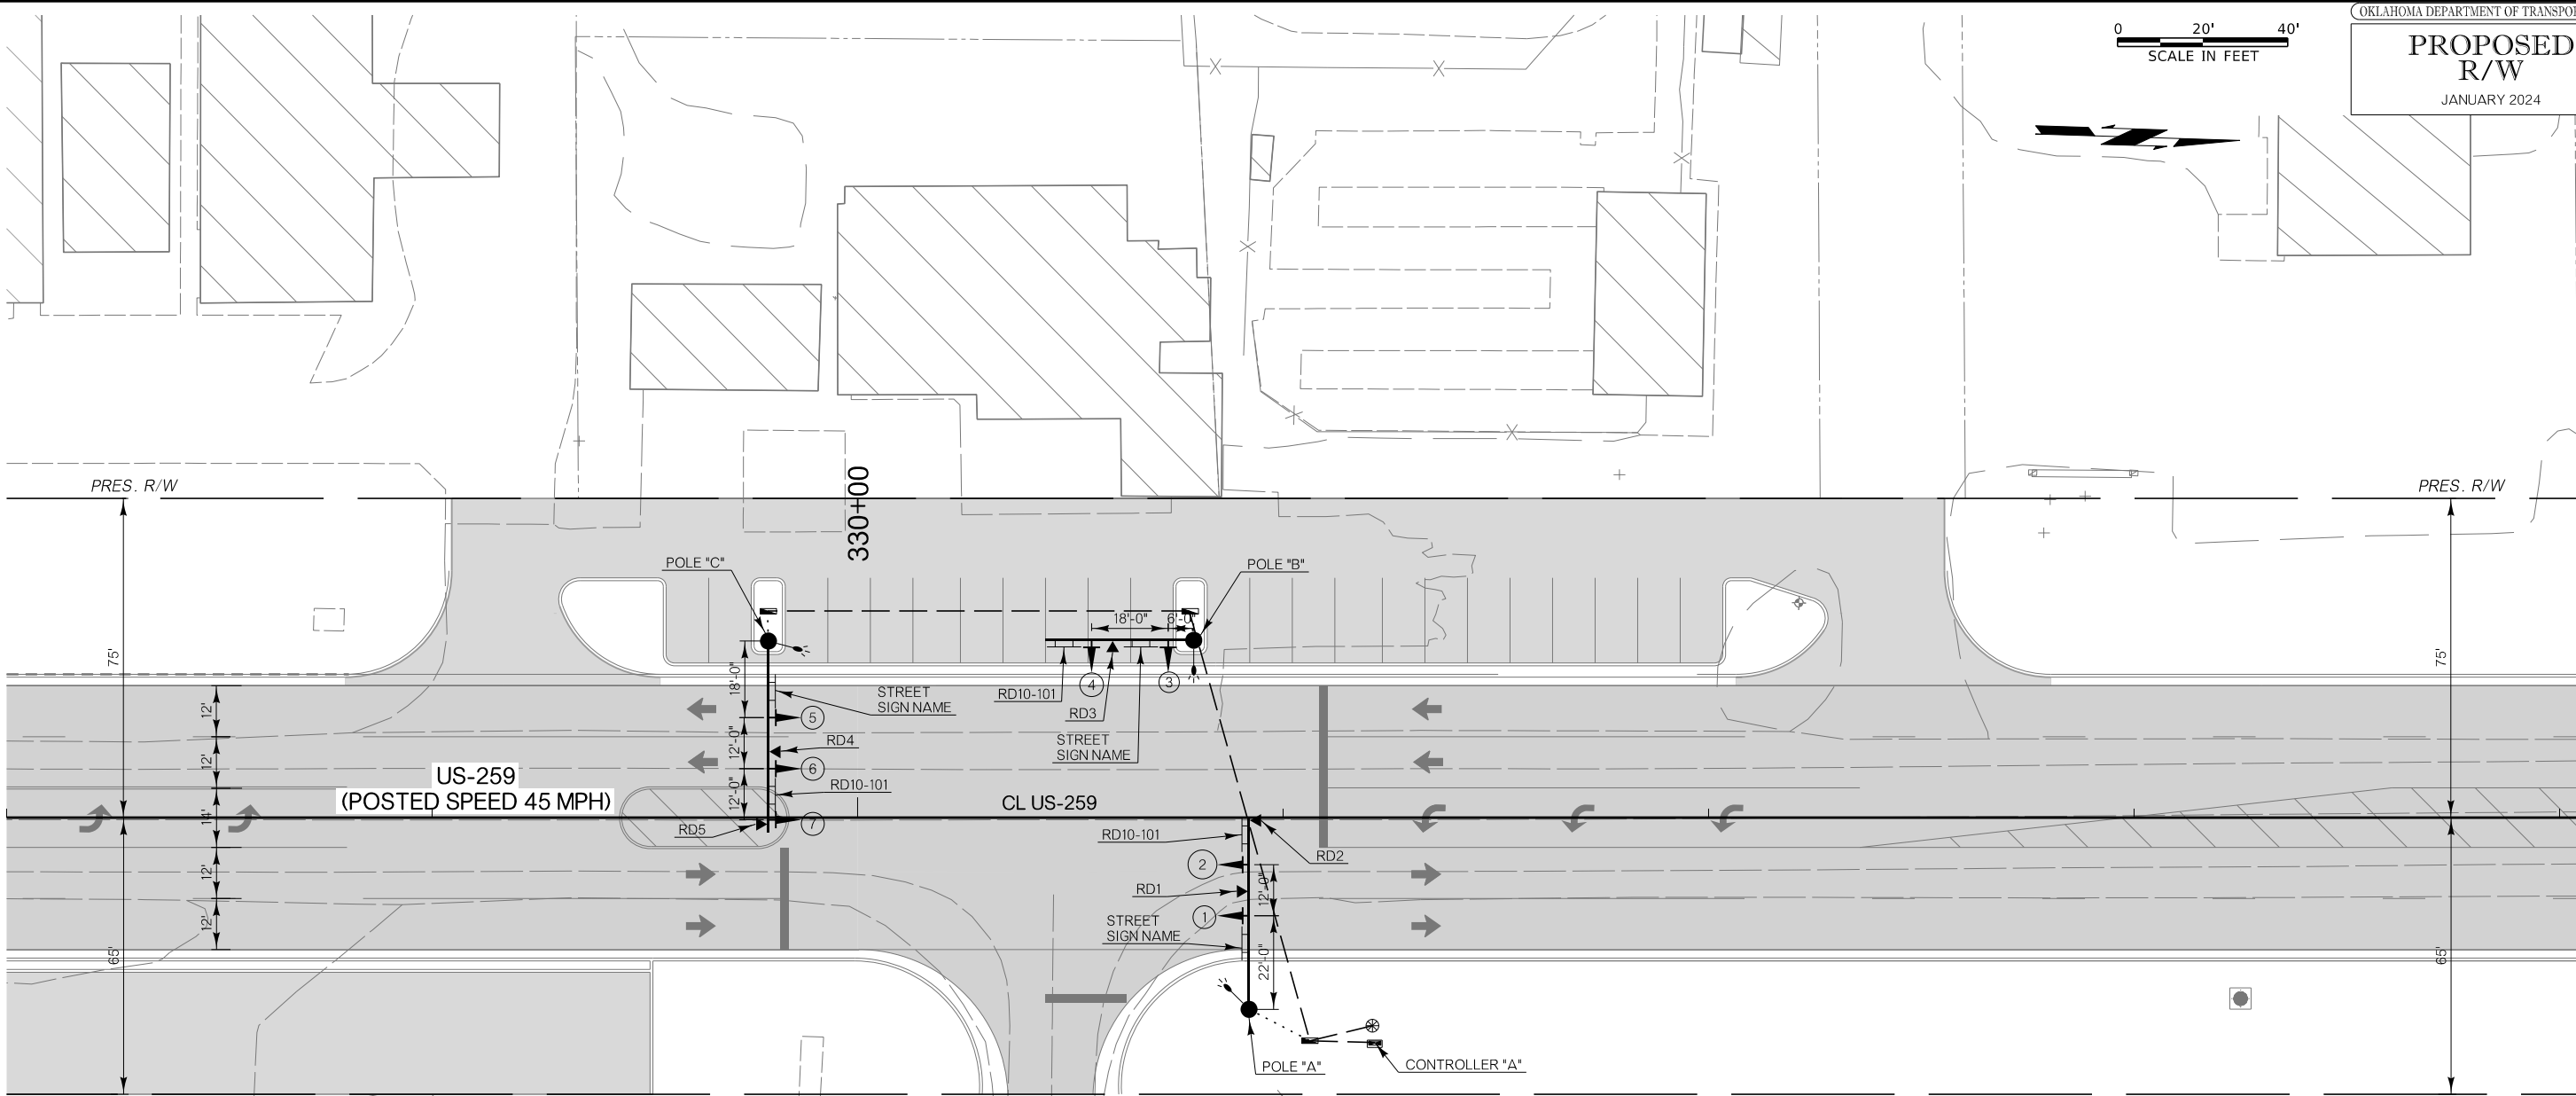 OKLAHOMA DEPARTMENT OF TRANSPO
0 20' 40'
SCALE IN FEET
PROPOSED
R/W
JANUARY 2024
PRES. R/W
PRES. R/W
330+00
POLE "C"
POLE "B"
18'-0"
6'-0"
75'
75'
18'-0"
STREET
SIGN NAME
RD10-101
4
3
RD3
5
12'
12'-0"
RD4
STREET
SIGN NAME
12'
6
US-259
(POSTED SPEED 45 MPH)
12'-0"
RD10-101
CL US-259
14'
RD5
7
RD10-101
RD2
2
12'
RD1
12'-0"
1
12'
STREET
SIGN NAME
22'-0"
65'
65'
POLE "A"
CONTROLLER "A"